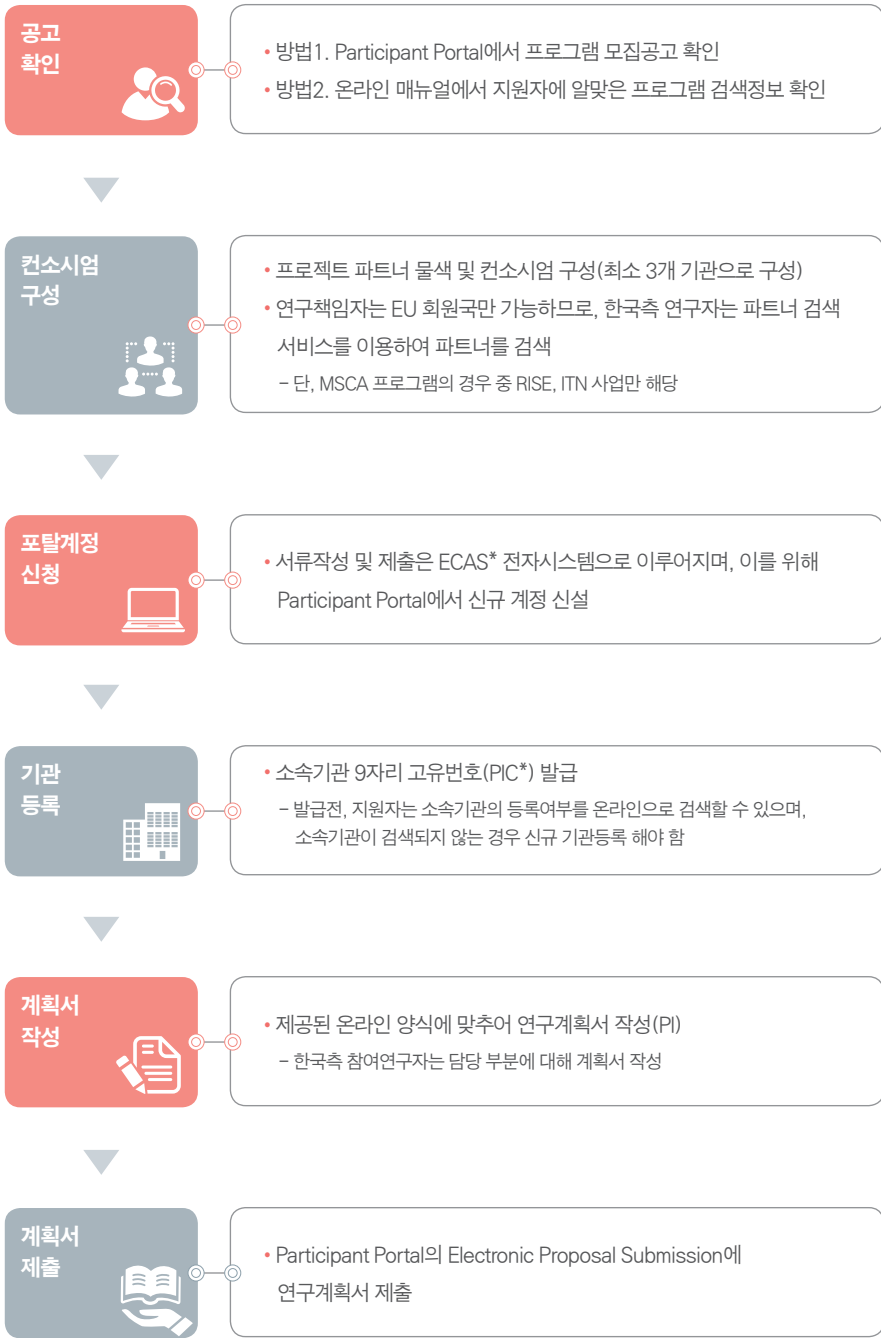 공고
확인
• 방법1. Participant Portal에서 프로그램 모집공고 확인
• 방법2. 온라인 매뉴얼에서 지원자에 알맞은 프로그램 검색정보 확인
컨소시엄
구성
• 프로젝트 파트너 물색 및 컨소시엄 구성(최소 3개 기관으로 구성)
• 연구책임자는 EU 회원국만 가능하므로, 한국측 연구자는 파트너 검색
서비스를 이용하여 파트너를 검색
– 단, MSCA 프로그램의 경우 중 RISE, ITN 사업만 해당
포탈계정
신청
• 서류작성 및 제출은 ECAS* 전자시스템으로 이루어지며, 이를 위해
Participant Portal에서 신규 계정 신설
기관
등록
• 소속기관 9자리 고유번호(PIC*) 발급
– 발급전, 지원자는 소속기관의 등록여부를 온라인으로 검색할 수 있으며,
소속기관이 검색되지 않는 경우 신규 기관등록 해야 함
계획서
작성
• 제공된 온라인 양식에 맞추어 연구계획서 작성(PI)
– 한국측 참여연구자는 담당 부분에 대해 계획서 작성
계획서
제출
• Participant Portal의 Electronic Proposal Submission에
연구계획서 제출